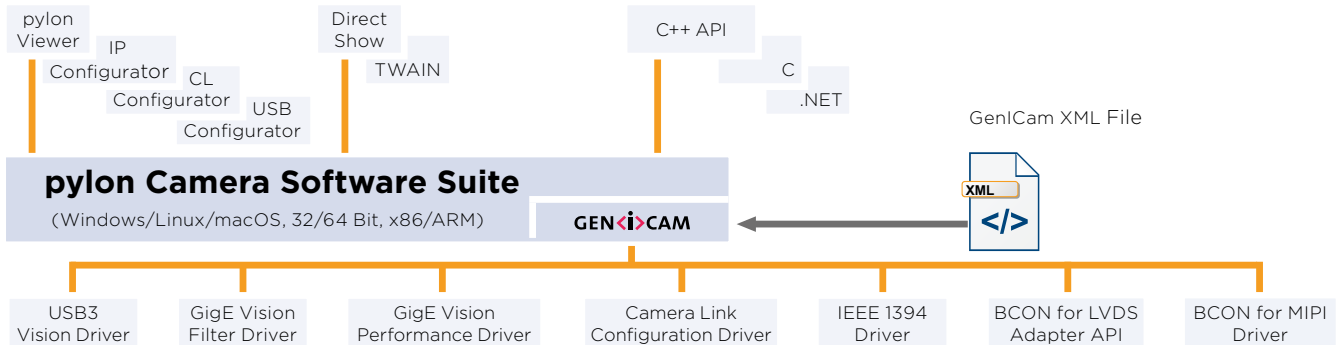 pylon
Viewer
IP
Configurator
CL
Configurator
USB
Configurator
Direct
Show
TWAIN
C++ API
C
.NET
GenICam XML File
XML
</>
pylon Camera Software Suite
(Windows/Linux/macOS, 32/64 Bit, x86/ARM)
GEN<i>CAM
USB3
Vision Driver
GigE Vision
Filter Driver
GigE Vision
Performance Driver
Camera Link
Configuration Driver
IEEE 1394
Driver
BCON for LVDS
Adapter API
BCON for MIPI
Driver